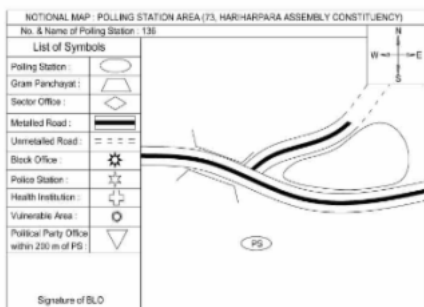 NOTIONAL MAP : POLLING STATION AREA (73, HARIHARPARA ASSEMBLY CONSTITUENCY)
No. & Name of Polling Station : 136
List of Symbols
Polling Station :
Gram Panchayat :
Sector Office :
Metalled Road :
Unmetalled Road :
Block Office :
Police Station :
Health Institution :
Vulnerable Area :
Political Party Office
within 200 m of PS :
Signature of BLO
N
W
E
S
PS